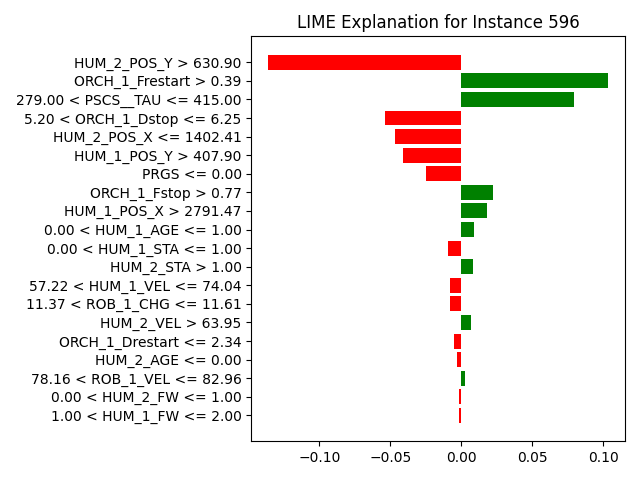 LIME Explanation for Instance 596
HUM_2_POS_Y > 630.90
ORCH_1_Frestart > 0.39
279.00 < PSCS__TAU <= 415.00
5.20 < ORCH_1_Dstop <= 6.25
HUM_2_POS_X <= 1402.41
HUM_1_POS_Y > 407.90
PRGS <= 0.00
ORCH_1_Fstop > 0.77
HUM_1_POS_X > 2791.47
0.00 < HUM_1_AGE <= 1.00
0.00 < HUM_1_STA <= 1.00
HUM_2_STA > 1.00
57.22 < HUM_1_VEL <= 74.04
11.37 < ROB_1_CHG <= 11.61
HUM_2_VEL > 63.95
ORCH_1_Drestart <= 2.34
HUM_2_AGE <= 0.00
78.16 < ROB_1_VEL <= 82.96
0.00 < HUM_2_FW <= 1.00
1.00 < HUM_1_FW <= 2.00
−0.10 −0.05 0.00 0.05 0.10